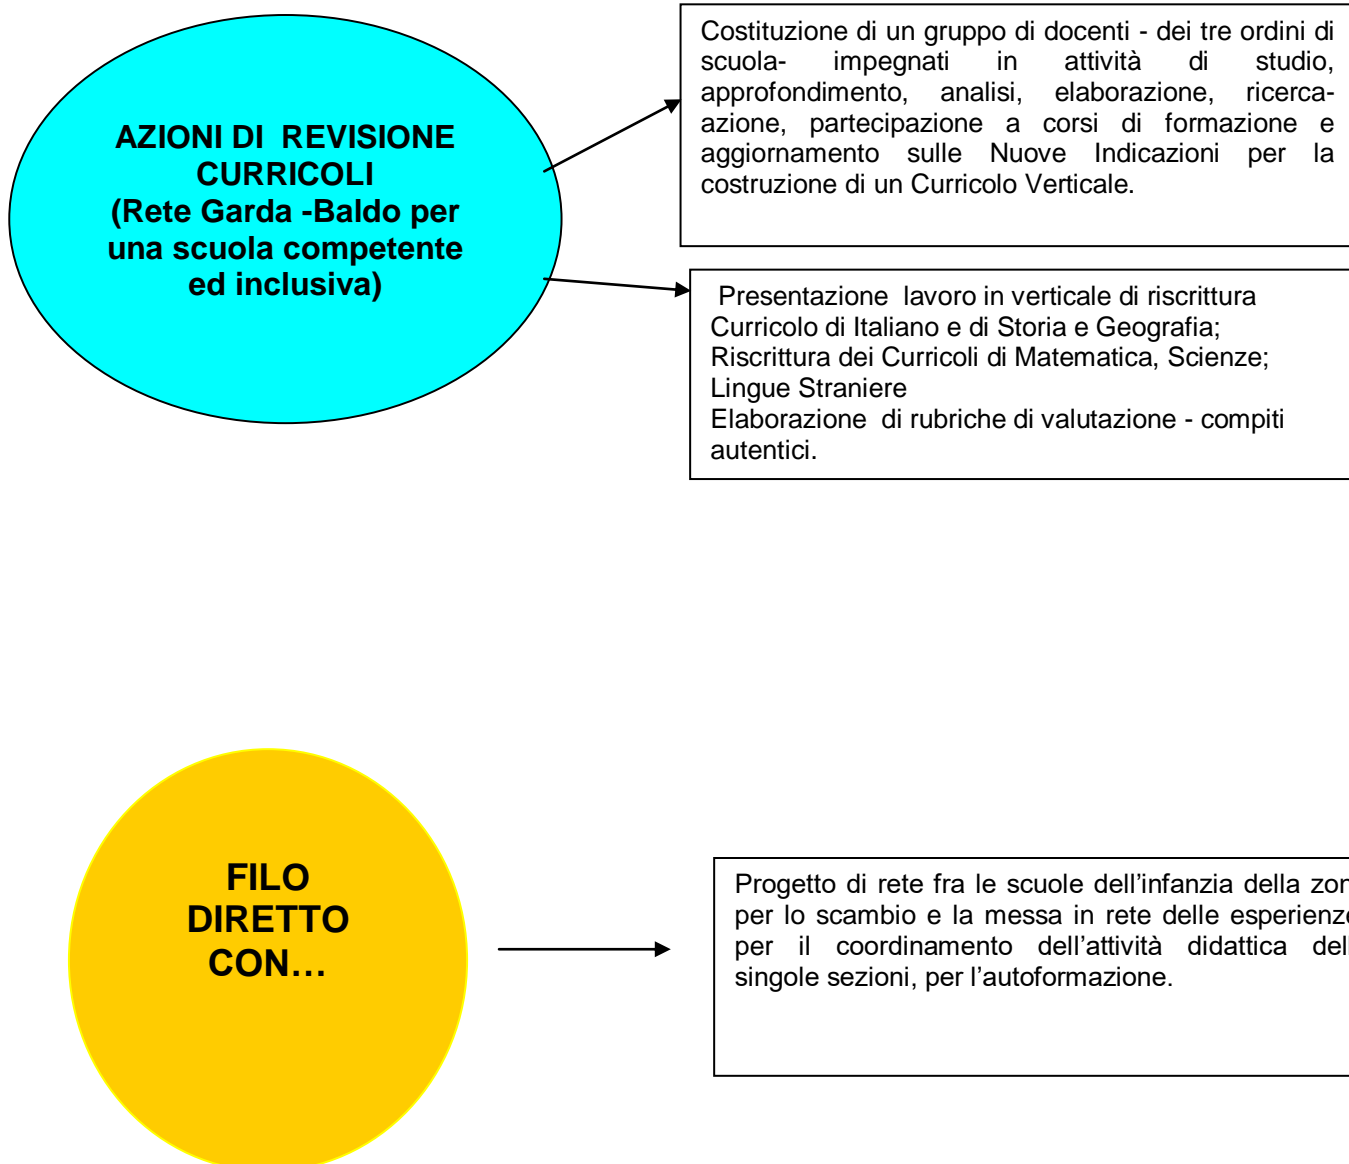 AZIONI DI  REVISIONE
CURRICOLI
(Rete Garda -Baldo per
una scuola competente
ed inclusiva)
Costituzione di un gruppo di docenti - dei tre ordini di
scuola- impegnati in attività di studio,
approfondimento, analisi, elaborazione, ricerca-
azione, partecipazione a corsi di formazione e
aggiornamento sulle Nuove Indicazioni per la
costruzione di un Curricolo Verticale.
Presentazione  lavoro in verticale di riscrittura
Curricolo di Italiano e di Storia e Geografia;
Riscrittura dei Curricoli di Matematica, Scienze;
Lingue Straniere
Elaborazione  di rubriche di valutazione - compiti
autentici.
FILO
DIRETTO
CON…
Progetto di rete fra le scuole dell’infanzia della
per lo scambio e la messa in rete delle esperienze
per il coordinamento dell’attività didattica
singole sezioni, per l’autoformazione.